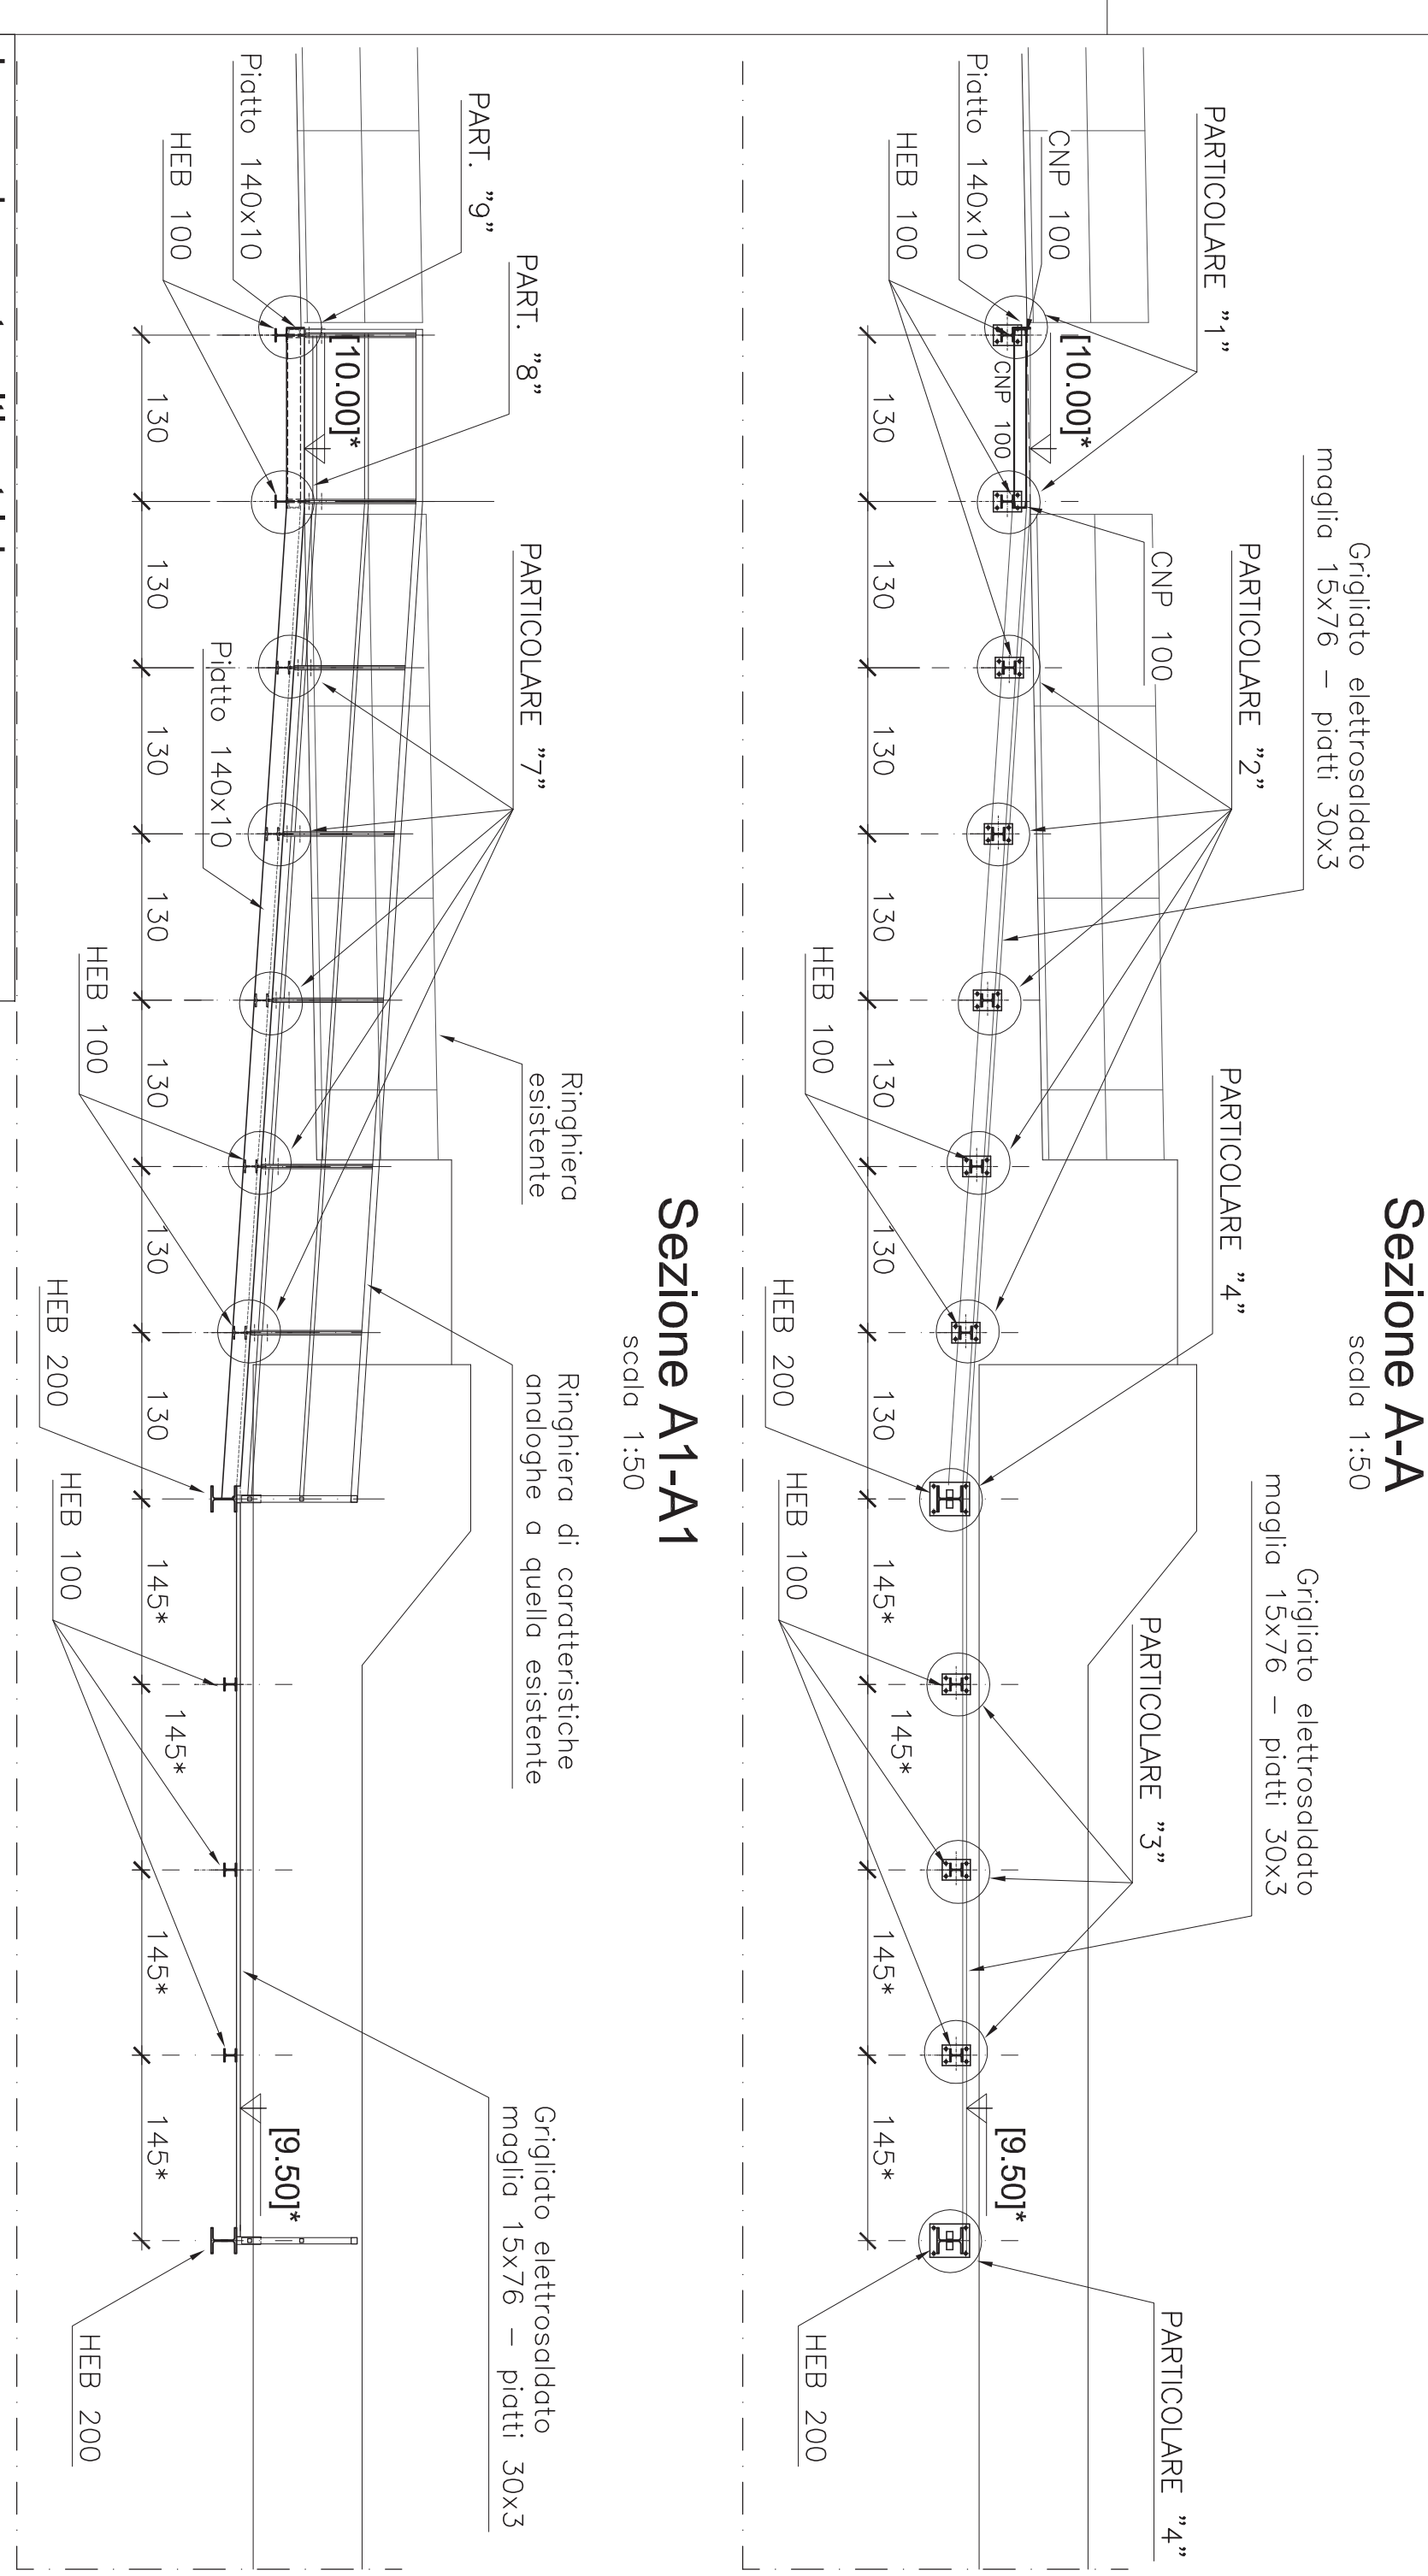 Sezione A-A
scala 1:50
PARTICOLARE "1"
CNP 100
Piatto 140x10
HEB 100
[10.00]*
CNP 100
CNP 100
Grigliato elettrosaldato
maglia 15x76 – piatti 30x3
PARTICOLARE "2"
HEB 100
PARTICOLARE "4"
HEB 200
Grigliato elettrosaldato
maglia 15x76 – piatti 30x3
PARTICOLARE "3"
HEB 100
[9.50]*
PARTICOLARE "4"
HEB 200
130
130
130
130
130
130
130
145*
145*
145*
145*
Sezione A1-A1
scala 1:50
PART. "9"
PART. "8"
Piatto 140x10
HEB 100
[10.00]*
PARTICOLARE "7"
Piatto 140x10
HEB 100
Ringhiera
esistente
HEB 200
Ringhiera di caratteristiche
analoghe a quella esistente
HEB 100
[9.50]*
Grigliato elettrosaldato
maglia 15x76 – piatti 30x3
HEB 200
130
130
130
130
130
130
130
145*
145*
145*
145*